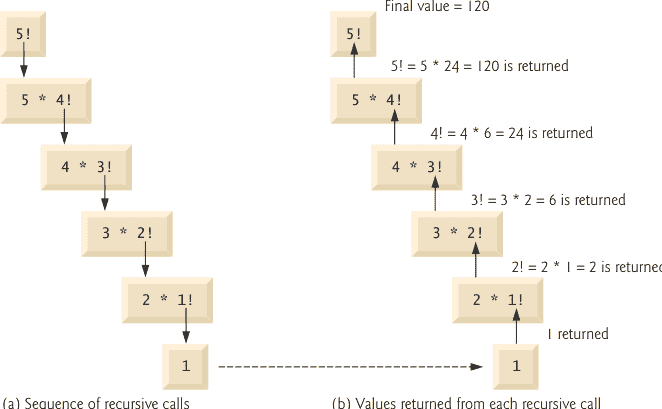 Final value = 120
5!
5 * 4!
4 * 3!
3 * 2!
2 * 1!
1
(a) Sequence of recursive calls
5!
5! = 5 * 24 = 120 is returned
5 * 4!
4! = 4 * 6 = 24 is returned
4 * 3!
3! = 3 * 2 = 6 is returned
3 * 2!
2! = 2 * 1 = 2 is returned
2 * 1!
1 returned
1
(b) Values returned from each recursive call